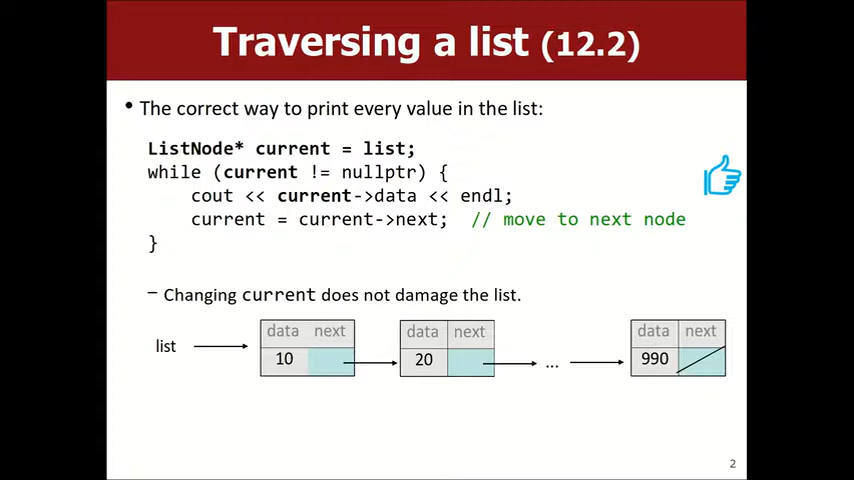 Traversing a list (12.2)
• The correct way to print every value in the list:
ListNode* current = list;
while (current != nullptr) {
    cout << current->data << endl;
    current = current->next;  // move to next node
}
– Changing current does not damage the list.
list
data next
10
data next
20
...
data next
990
2